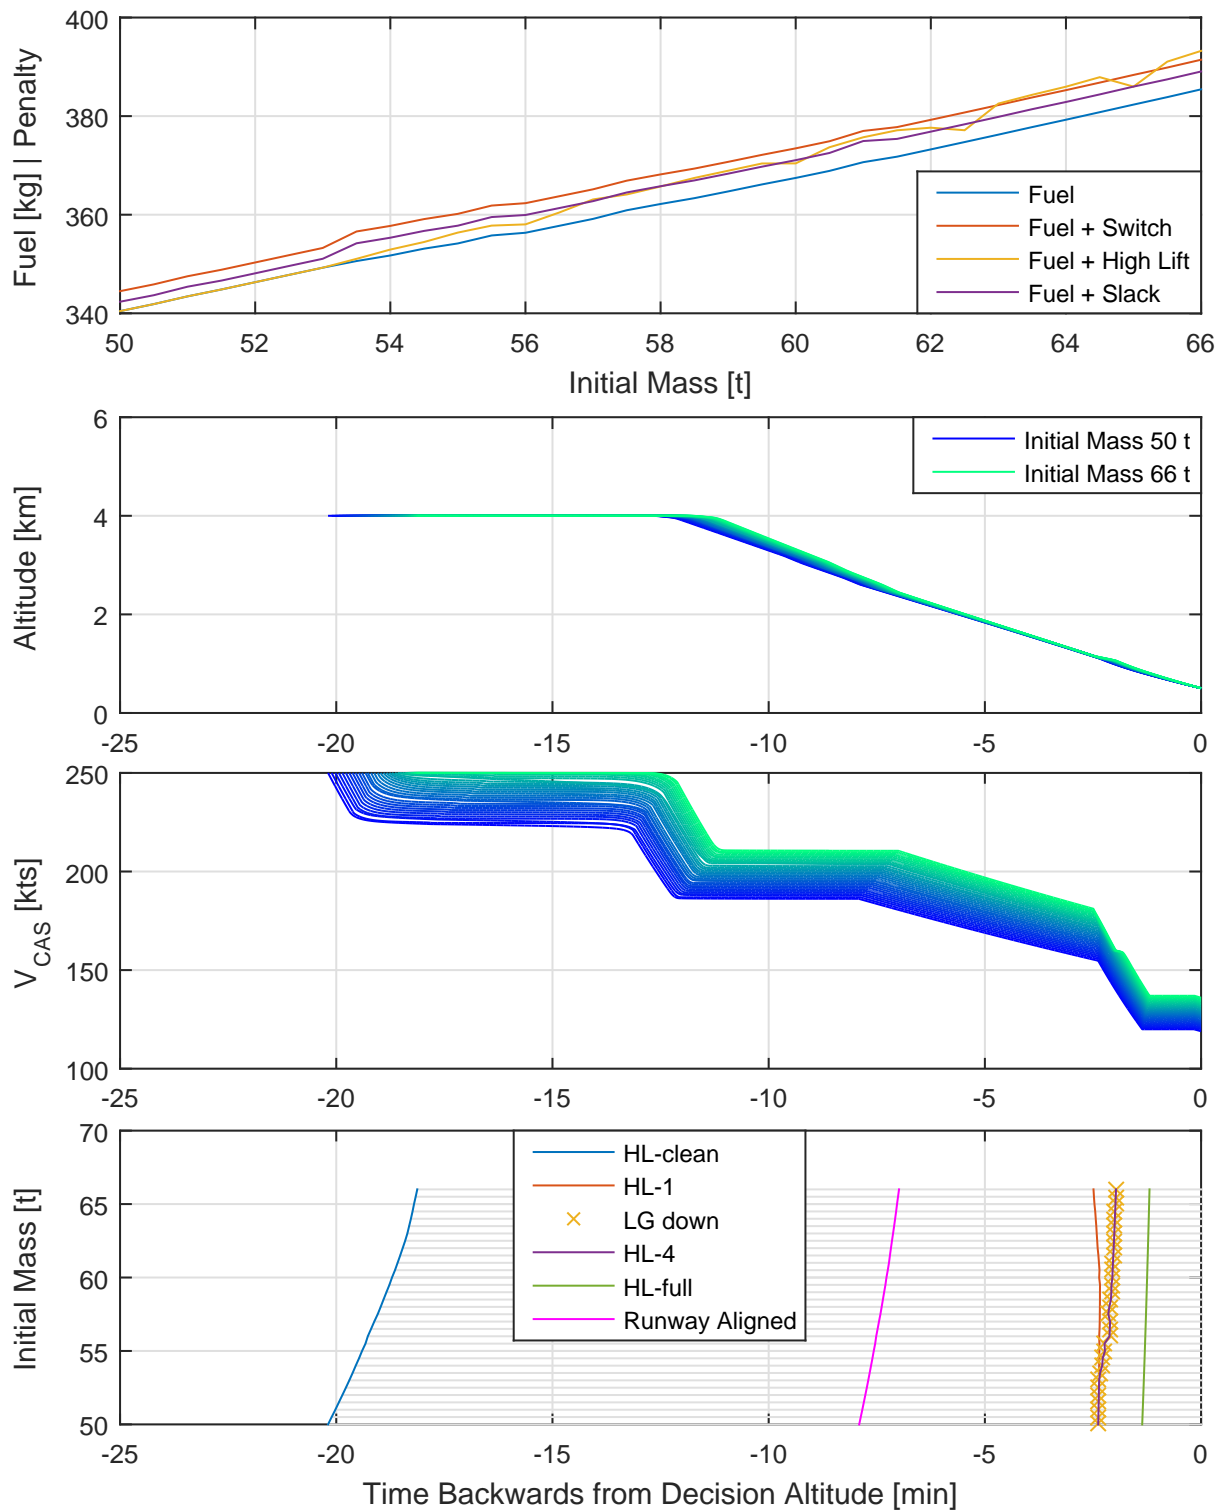 400
380
360
340
Fuel [kg] | Penalty
Fuel
Fuel + Switch
Fuel + High Lift
Fuel + Slack
50 52 54 56 58 60 62 64 66
Initial Mass [t]
6
4
2
0
Altitude [km]
Initial Mass 50 t
Initial Mass 66 t
-25 -20 -15 -10 -5 0
250
200
150
100
V_CAS [kts]
-25 -20 -15 -10 -5 0
70
65
60
55
50
Initial Mass [t]
HL-clean
HL-1
LG down
HL-4
HL-full
Runway Aligned
-25 -20 -15 -10 -5 0
Time Backwards from Decision Altitude [min]